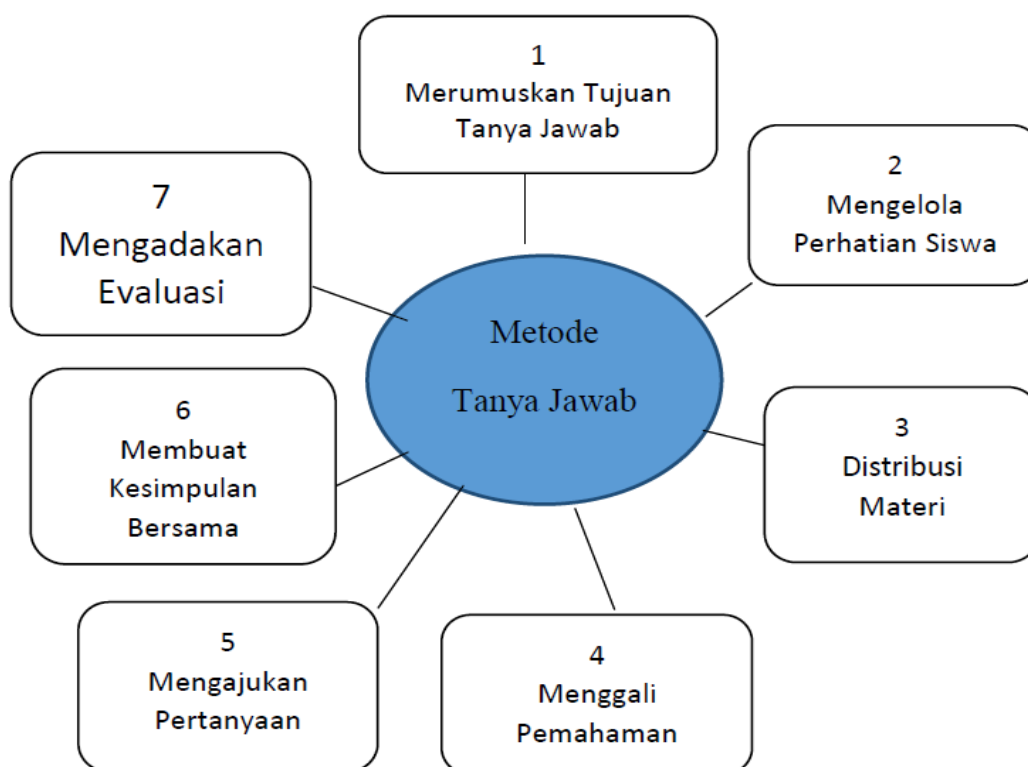 1
Merumuskan Tujuan
Tanya Jawab
2
Mengelola
Perhatian Siswa
3
Distribusi
Materi
4
Menggali
Pemahaman
5
Mengajukan
Pertanyaan
6
Membuat
Kesimpulan
Bersama
7
Mengadakan
Evaluasi
Metode
Tanya Jawab